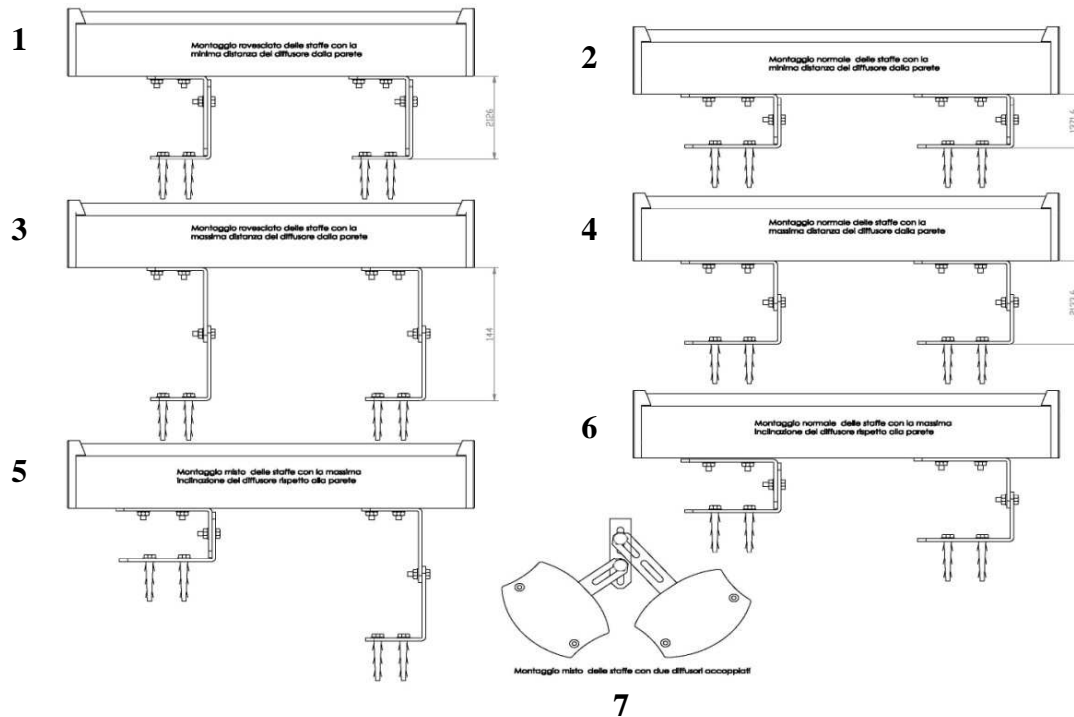 1
Montaggio rovesciato delle staffe con la
minima distanza del diffusore dalla parete
2126
2
Montaggio normale delle staffe con la
minima distanza del diffusore dalla parete
3
Montaggio rovesciato delle staffe con la
massima distanza del diffusore dalla parete
144
4
Montaggio normale delle staffe con la
massima distanza del diffusore dalla parete
5
Montaggio misto delle staffe con la massima
inclinazione del diffusore rispetto alla parete
6
Montaggio normale delle staffe con la massima
inclinazione del diffusore rispetto alla parete
Montaggio misto delle staffe con due diffusori accoppiati
7